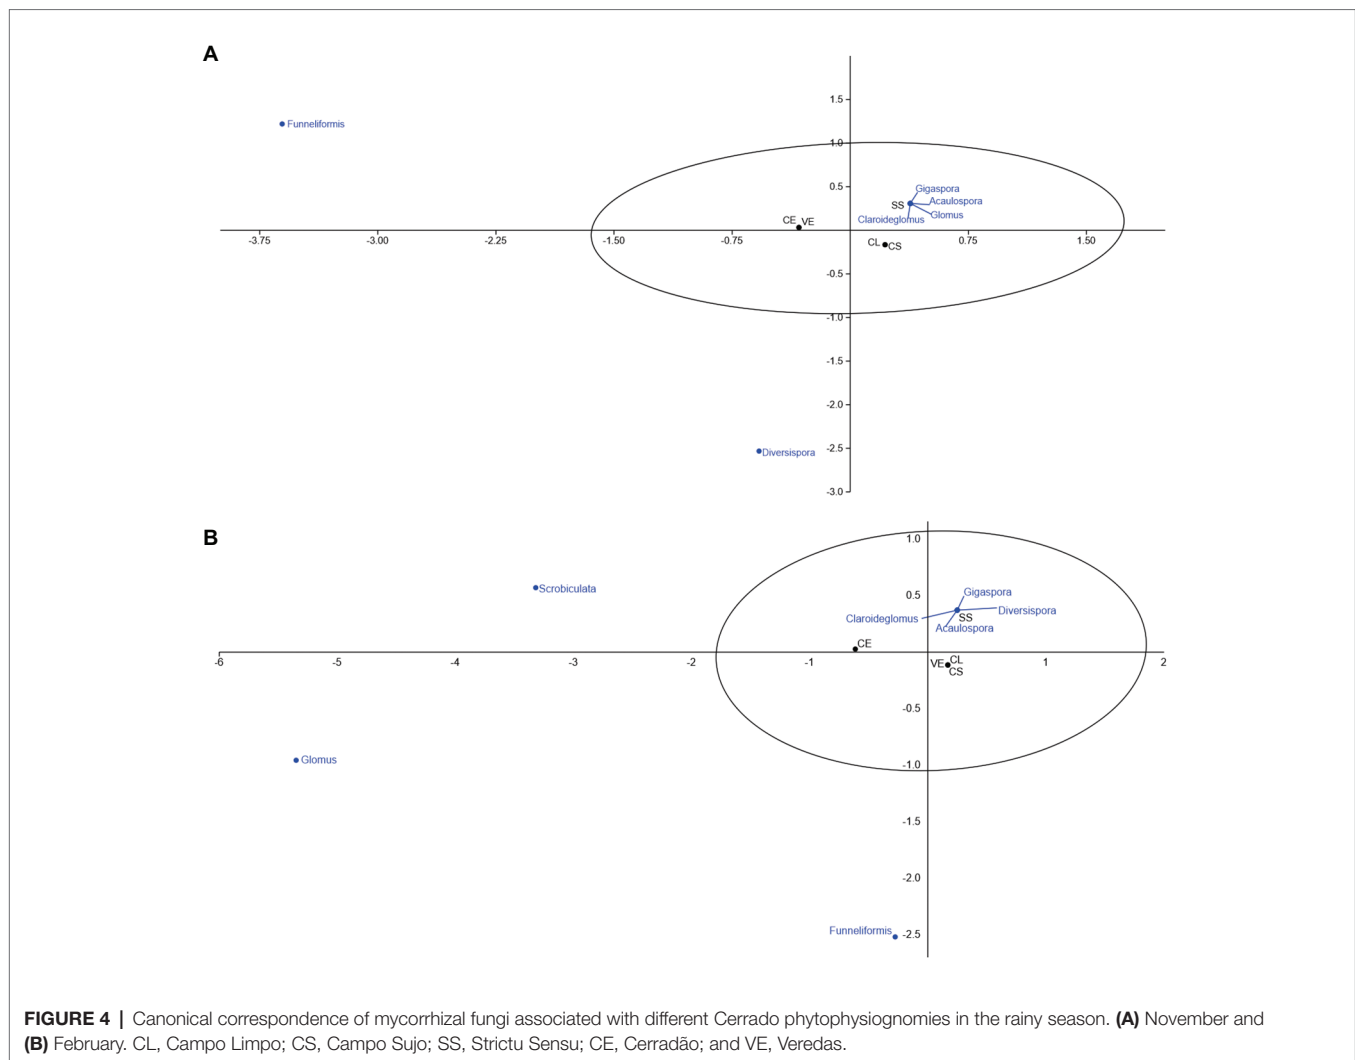 A
1.5
Funneliformis
1.0
Gigaspora
0.5
Acaulospora
SS
Glomus
Claroideglomus
CE VE
-3.75 -3.00 -2.25 -1.50 -0.75 0.75 1.50
CL CS
-0.5
-1.0
-1.5
-2.0
-2.5
Diversispora
-3.0
B
1.0
Scrobiculata
0.5
Gigaspora
Diversispora
Claroideglomus
SS
Acaulospora
CE
VE CL
CS
-6 -5 -4 -3 -2 -1 1 2
-0.5
Glomus
-1.0
-1.5
-2.0
Funneliformis
-2.5
FIGURE 4 | Canonical correspondence of mycorrhizal fungi associated with different Cerrado phytophysiognomies in the rainy season. (A) November and
(B) February. CL, Campo Limpo; CS, Campo Sujo; SS, Strictu Sensu; CE, Cerradão; and VE, Veredas.